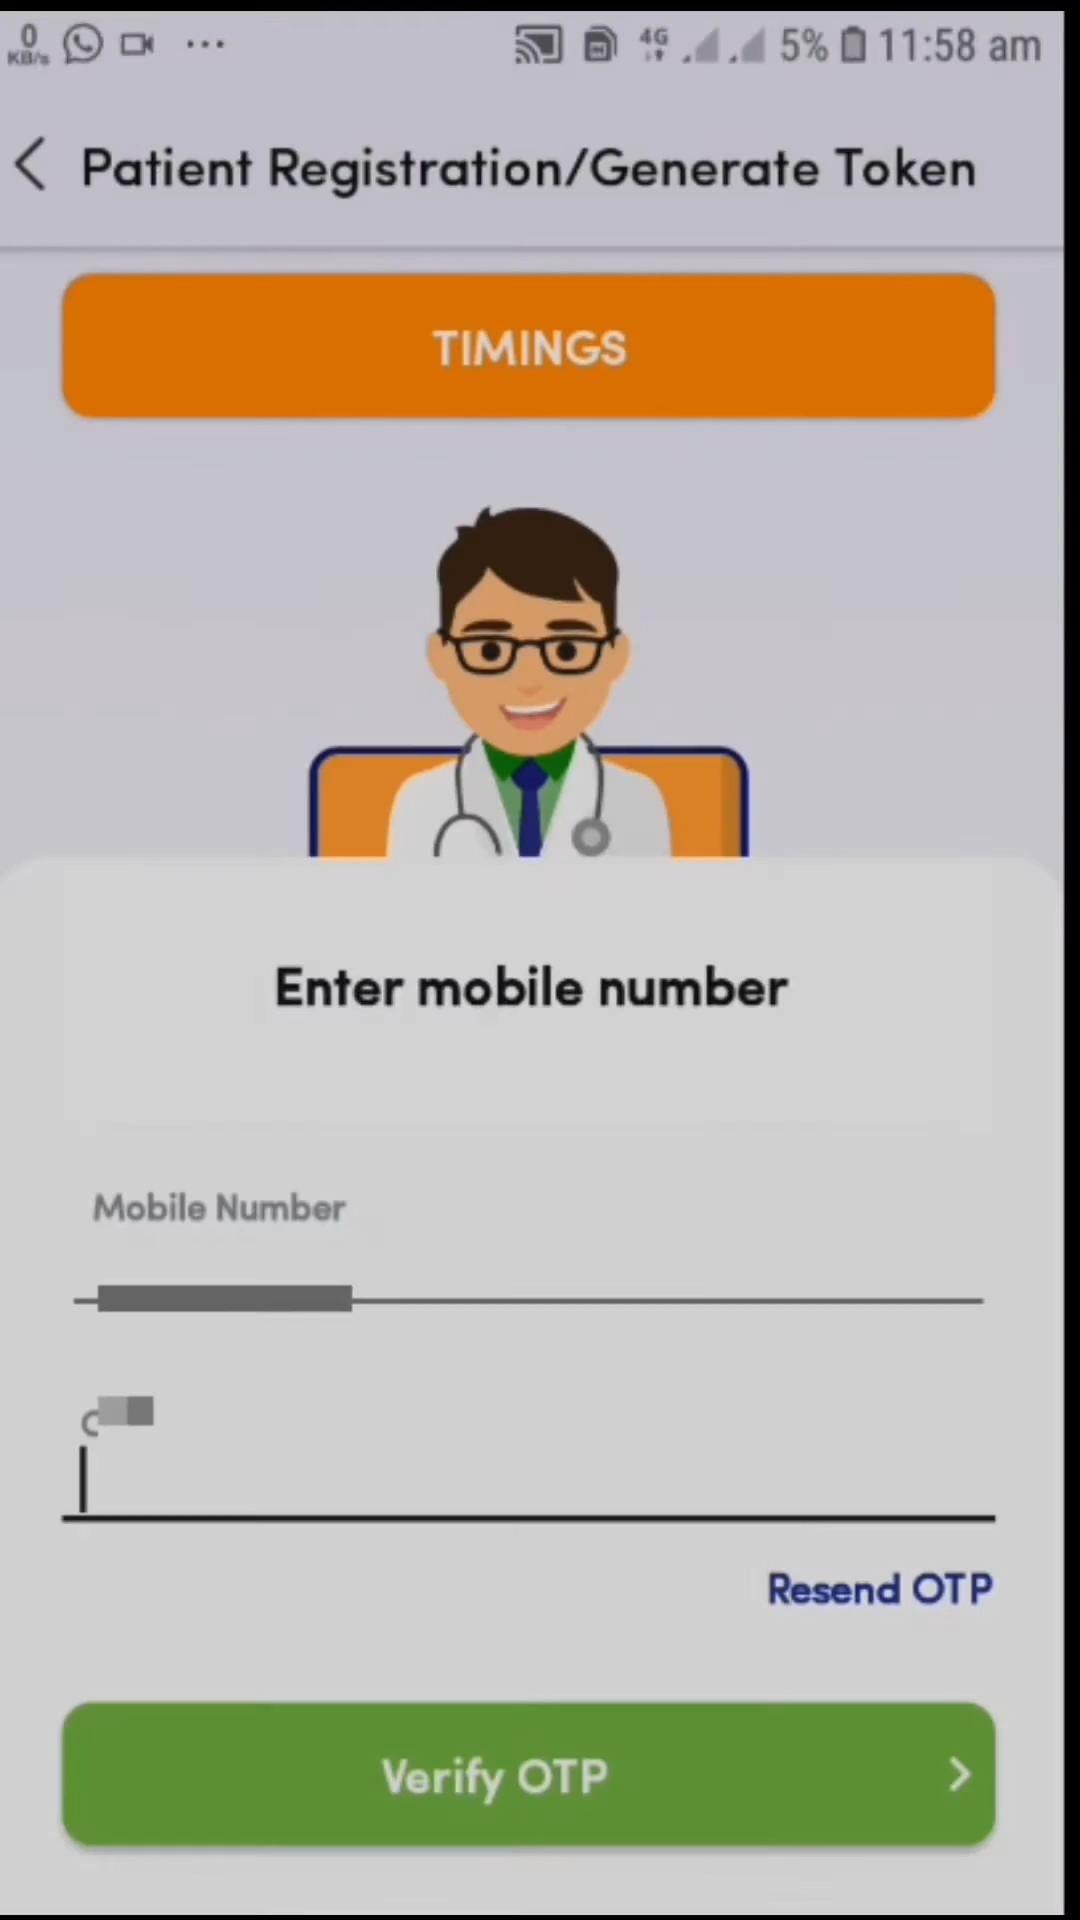 0 KB/s ... 4G 5% 11:58 am
Patient Registration/Generate Token
TIMINGS
Enter mobile number
Mobile Number
Resend OTP
Verify OTP